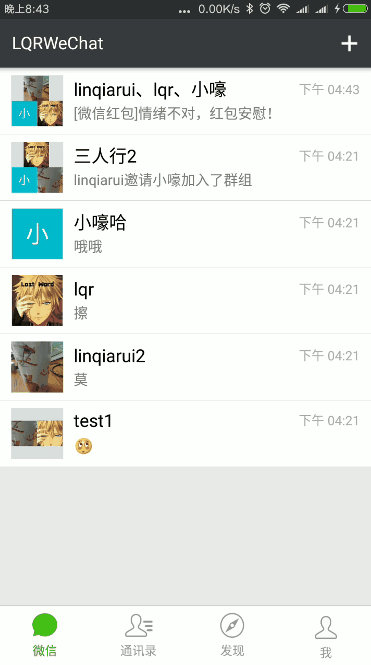 晚上8:43
... 0.00K/s
LQRWeChat
linqiarui、lqr、小嚎
下午 04:43
小
[微信红包]情绪不对，红包安慰！
三人行2
下午 04:21
小
linqiarui邀请小嚎加入了群组
小
小嚎哈
下午 04:21
哦哦
Last Word
lqr
下午 04:21
擦
linqiarui2
下午 04:21
莫
test1
下午 04:21
微信
通讯录
发现
我